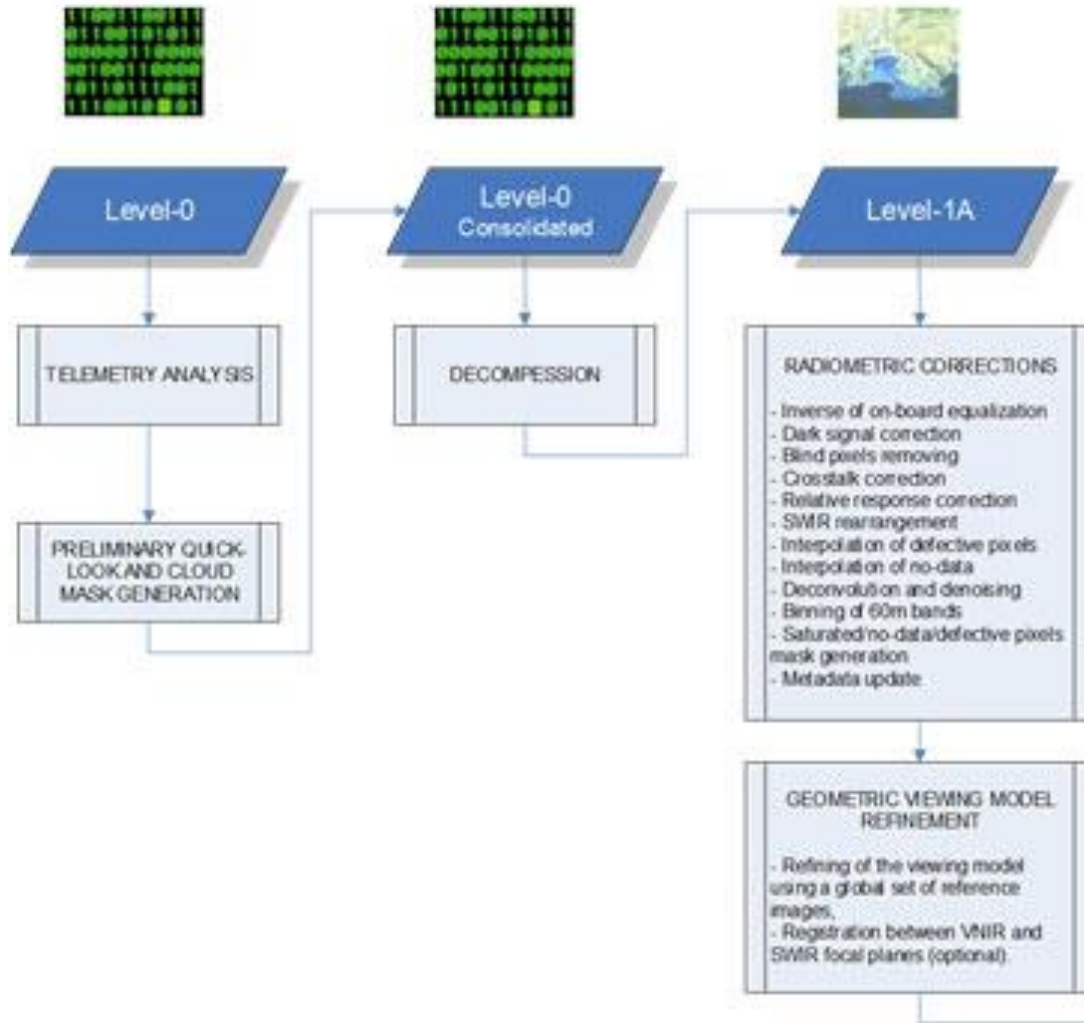 Level-0
Level-0
Consolidated
Level-1A
TELEMETRY ANALYSIS
DECOMPESSION
PRELIMINARY QUICK-
LOOK AND CLOUD
MASK GENERATION
RADIOMETRIC CORRECTIONS
- Inverse of on-board equalization
- Dark signal correction
- Blind pixels removing
- Crosstalk correction
- Relative response correction
- SWIR rearrangement
- Interpolation of defective pixels
- Interpolation of no-data
- Deconvolution and denoising
- Binning of 60m bands
- Saturated/no-data/defective pixels
mask generation
- Metadata update
GEOMETRIC VIEWING MODEL
REFINEMENT
- Refining of the viewing model
using a global set of reference
images,
- Registration between VNIR and
SWIR focal planes (optional).